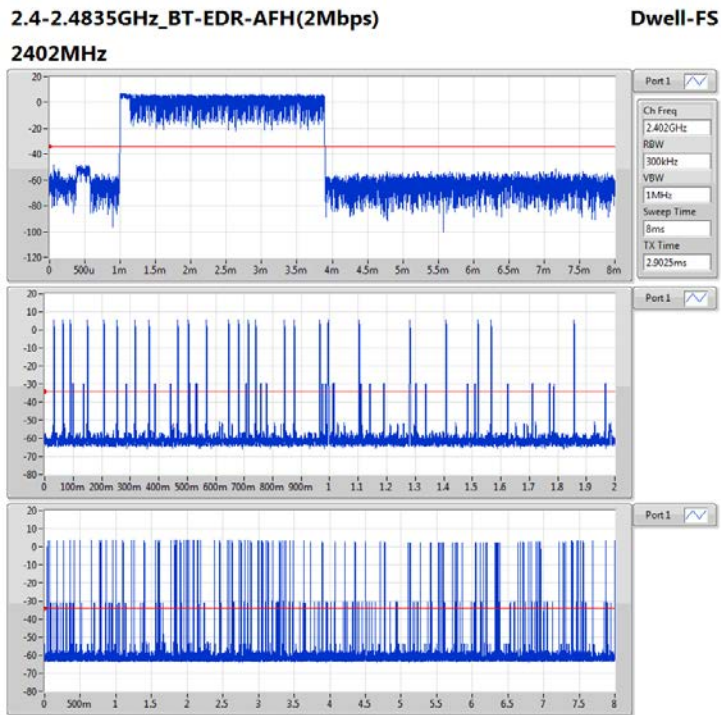 2.4-2.4835GHz_BT-EDR-AFH(2Mbps) Dwell-FS
2402MHz
20
0
-20
-40
-60
-80
-100
-120
0 500u 1m 1.5m 2m 2.5m 3m 3.5m 4m 4.5m 5m 5.5m 6m 6.5m 7m 7.5m 8m
Port 1
Ch Freq
2.402GHz
RBW
300kHz
VBW
1MHz
Sweep Time
8ms
TX Time
2.9025ms
20
10
0
-10
-20
-30
-40
-50
-60
-70
-80
0 100m 200m 300m 400m 500m 600m 700m 800m 900m 1 1.1 1.2 1.3 1.4 1.5 1.6 1.7 1.8 1.9 2
Port 1
20
10
0
-10
-20
-30
-40
-50
-60
-70
-80
0 500m 1 1.5 2 2.5 3 3.5 4 4.5 5 5.5 6 6.5 7 7.5 8
Port 1